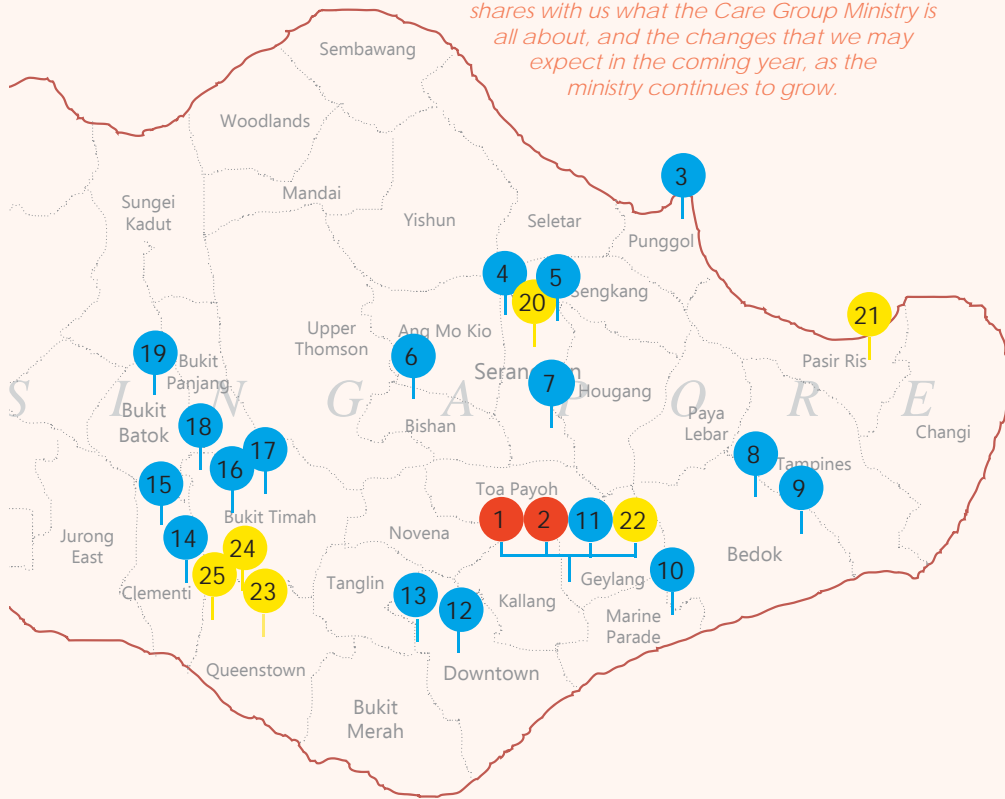 shares with us what the Care Group Ministry is
all about, and the changes that we may
expect in the coming year, as the
ministry continues to grow.
Sembawang
Woodlands
3
Mandai
Sungei
Kadut
Yishun
Seletar
Punggol
4
5
20
Sengkang
21
Upper
Thomson
Ang Mo Kio
6
Pasir Ris
19
Bukit
Panjang
7
Hougang
SINGAPORE
Bukit
Batok
18
Bishan
Paya
Lebar
Changi
17
16
8
Tampines
15
9
Toa Payoh
Bukit Timah
1
2
11
22
Jurong
East
14
Novena
24
Bedok
25
Clementi
23
Tanglin
13
12
Kallang
Geylang
10
Marine
Parade
Queenstown
Downtown
Bukit
Merah